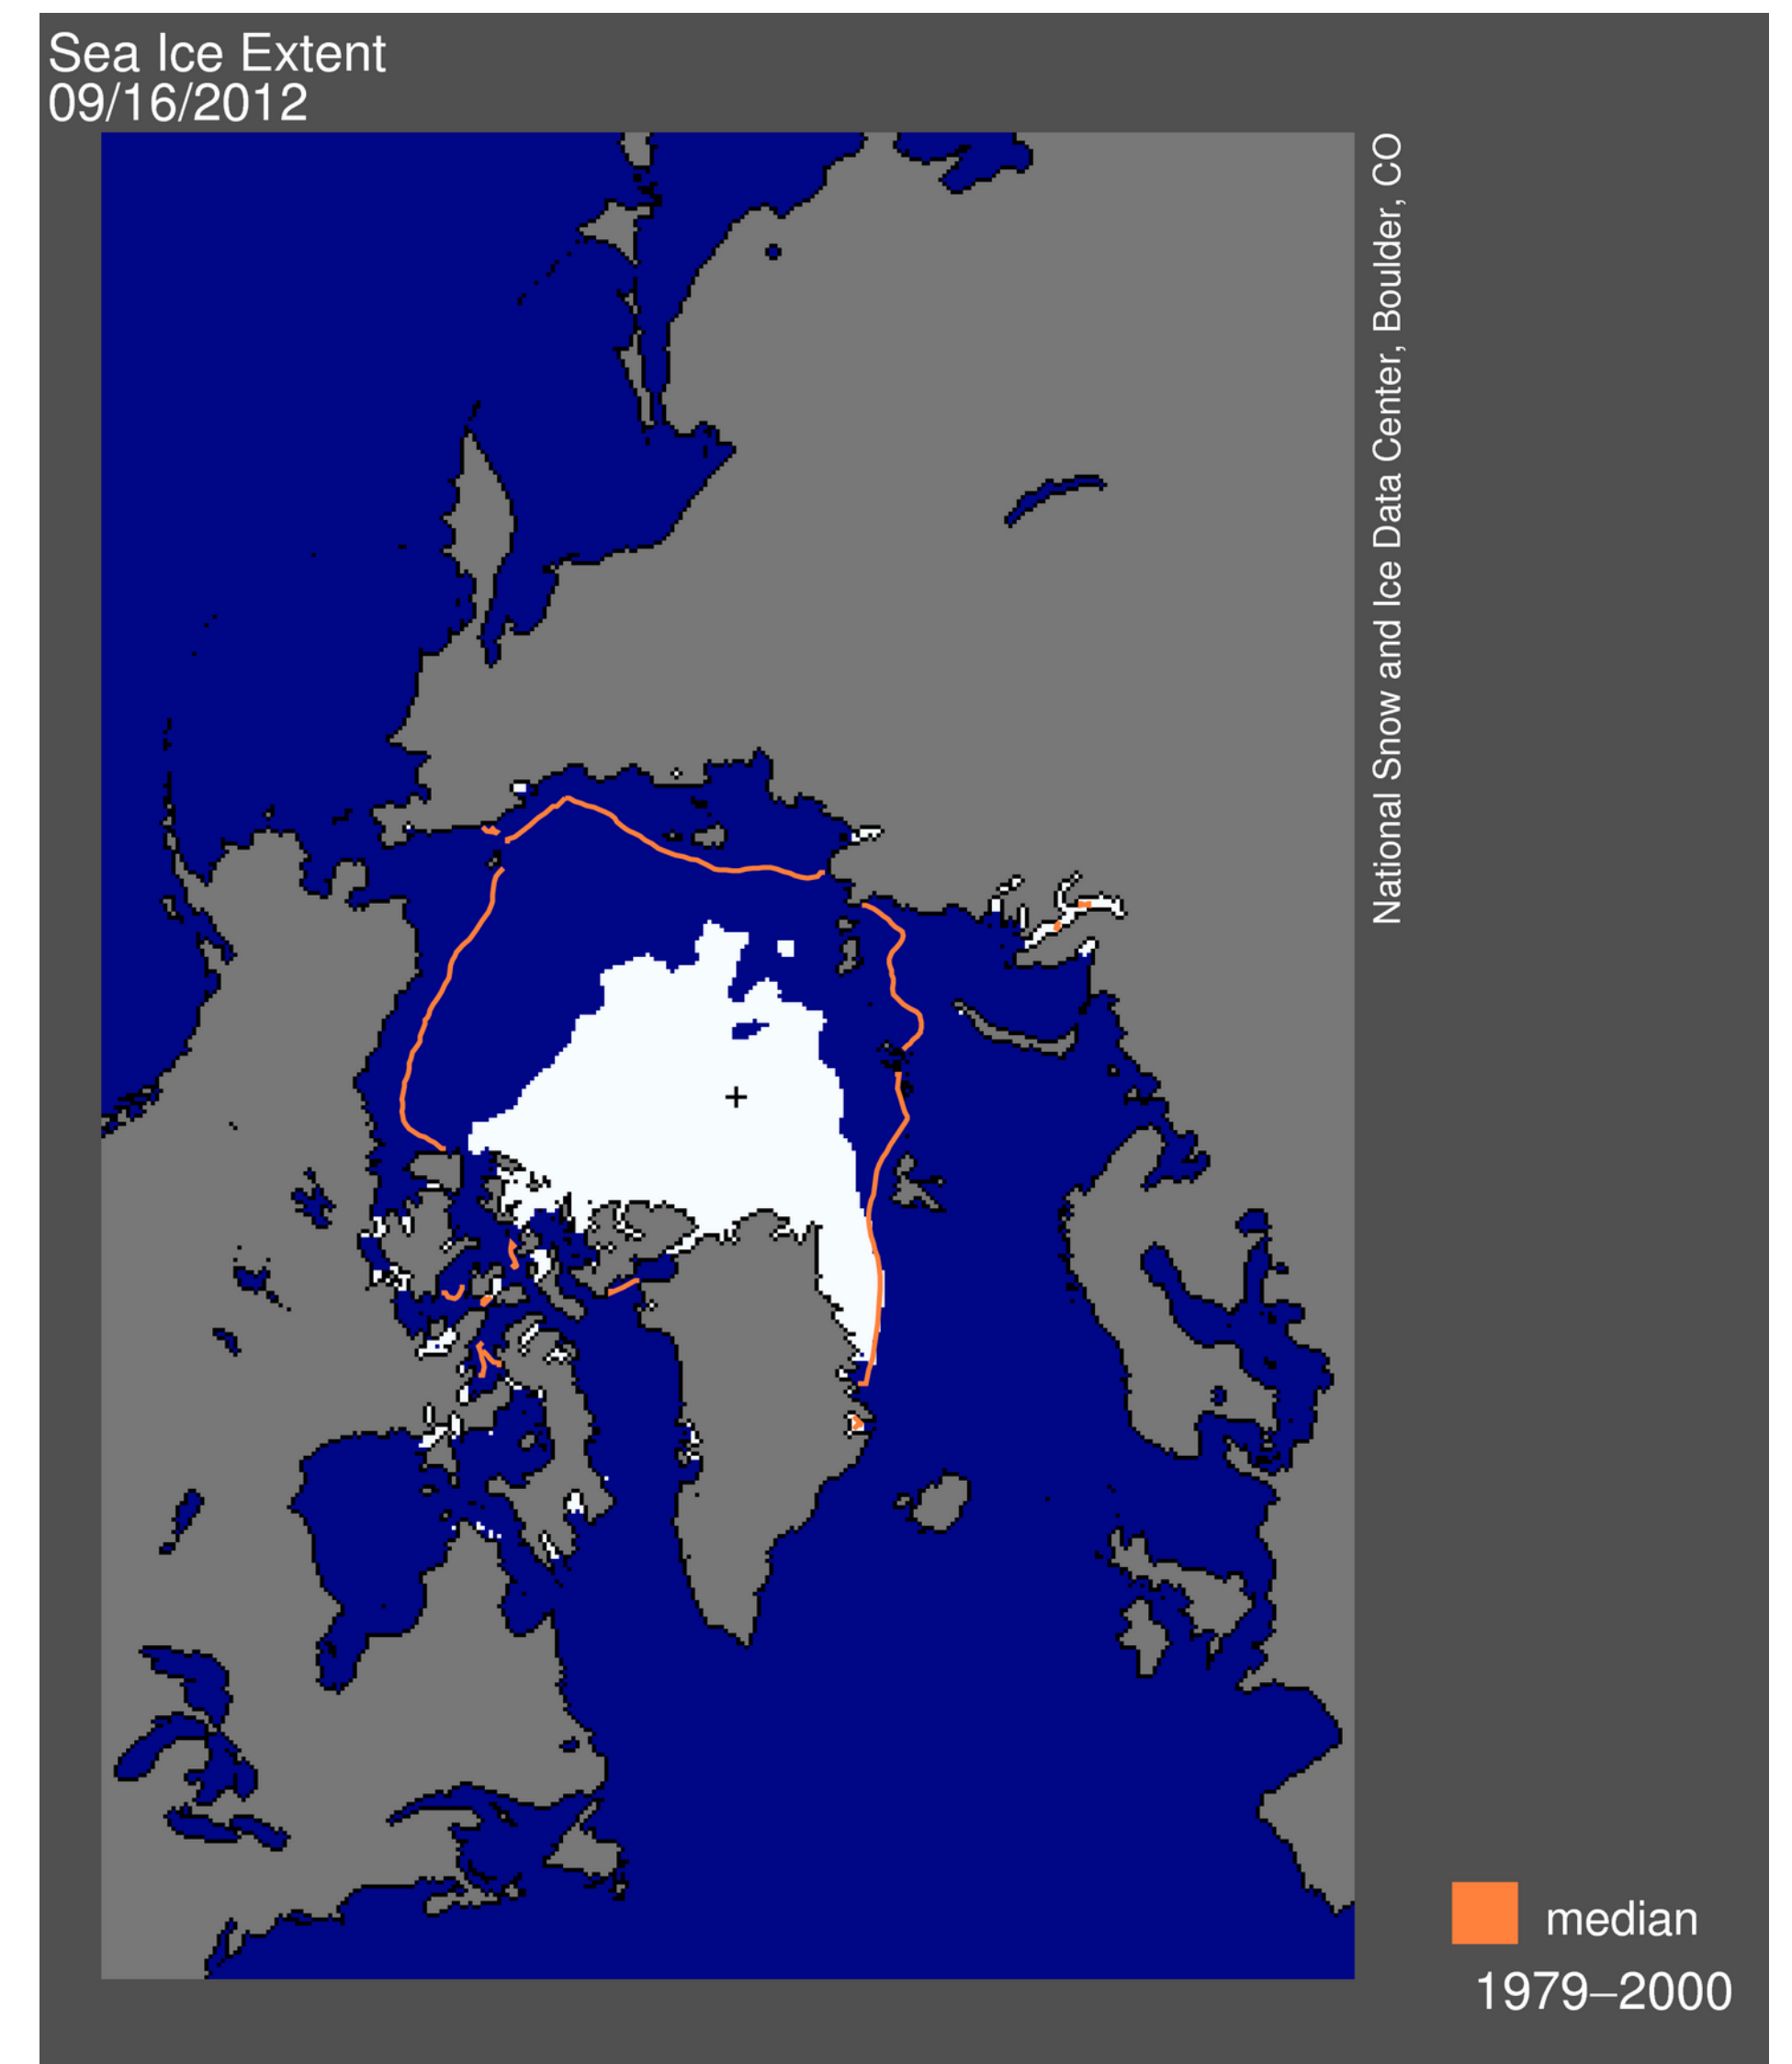 Sea Ice Extent
09/16/2012
National Snow and Ice Data Center, Boulder, CO
median
1979–2000